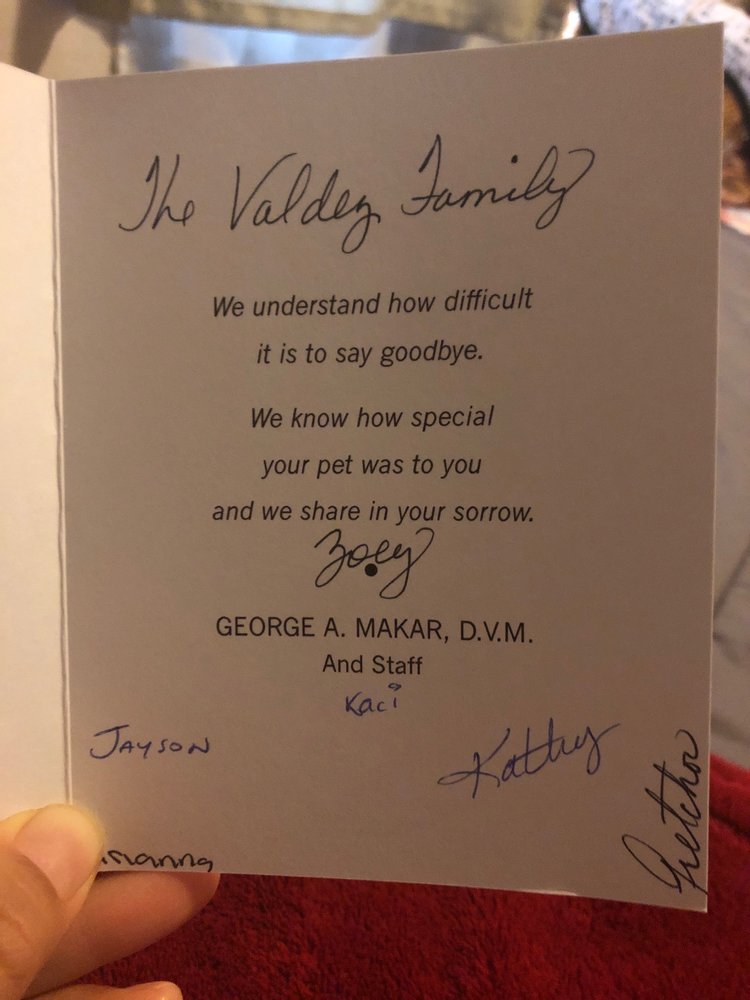 The Valdez Family
We understand how difficult
it is to say goodbye.
We know how special
your pet was to you
and we share in your sorrow.
Zoey
GEORGE A. MAKAR, D.V.M.
And Staff
Kaci
JAYSON
Kathy